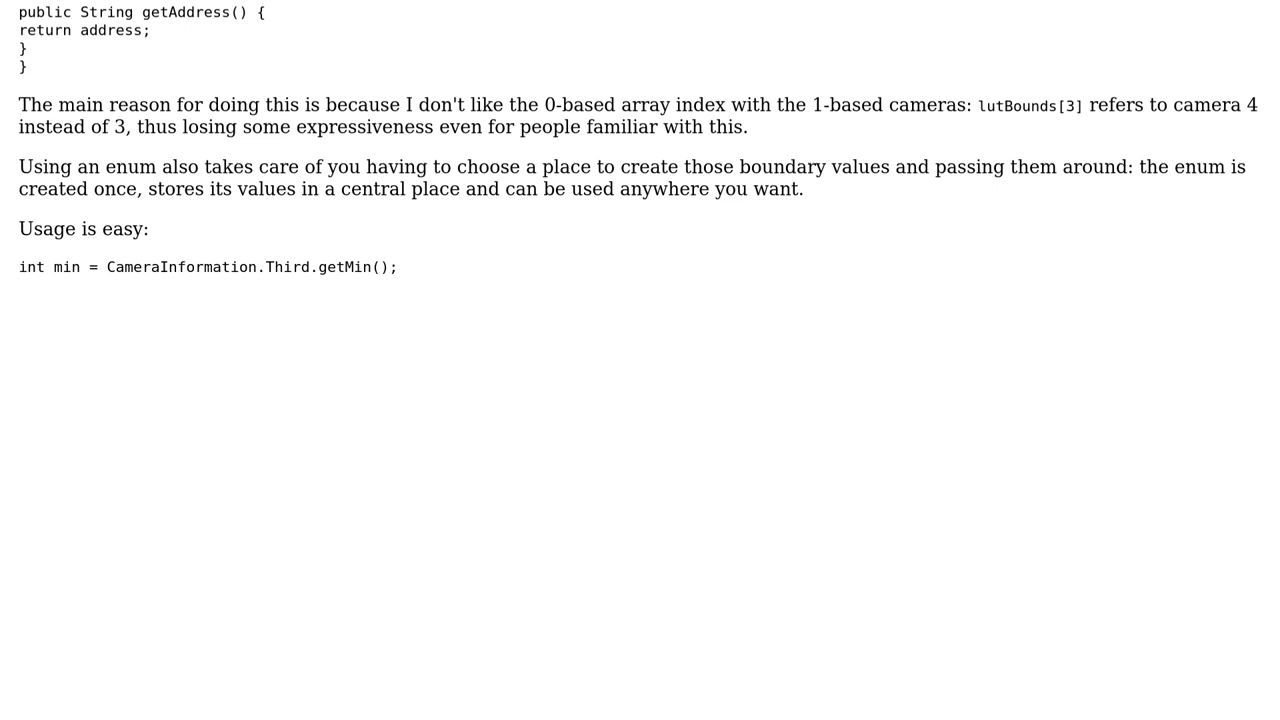 public String getAddress() {
return address;
}
}
The main reason for doing this is because I don't like the 0-based array index with the 1-based cameras: lutBounds[3] refers to camera 4
instead of 3, thus losing some expressiveness even for people familiar with this.
Using an enum also takes care of you having to choose a place to create those boundary values and passing them around: the enum is
created once, stores its values in a central place and can be used anywhere you want.
Usage is easy:
int min = CameraInformation.Third.getMin();